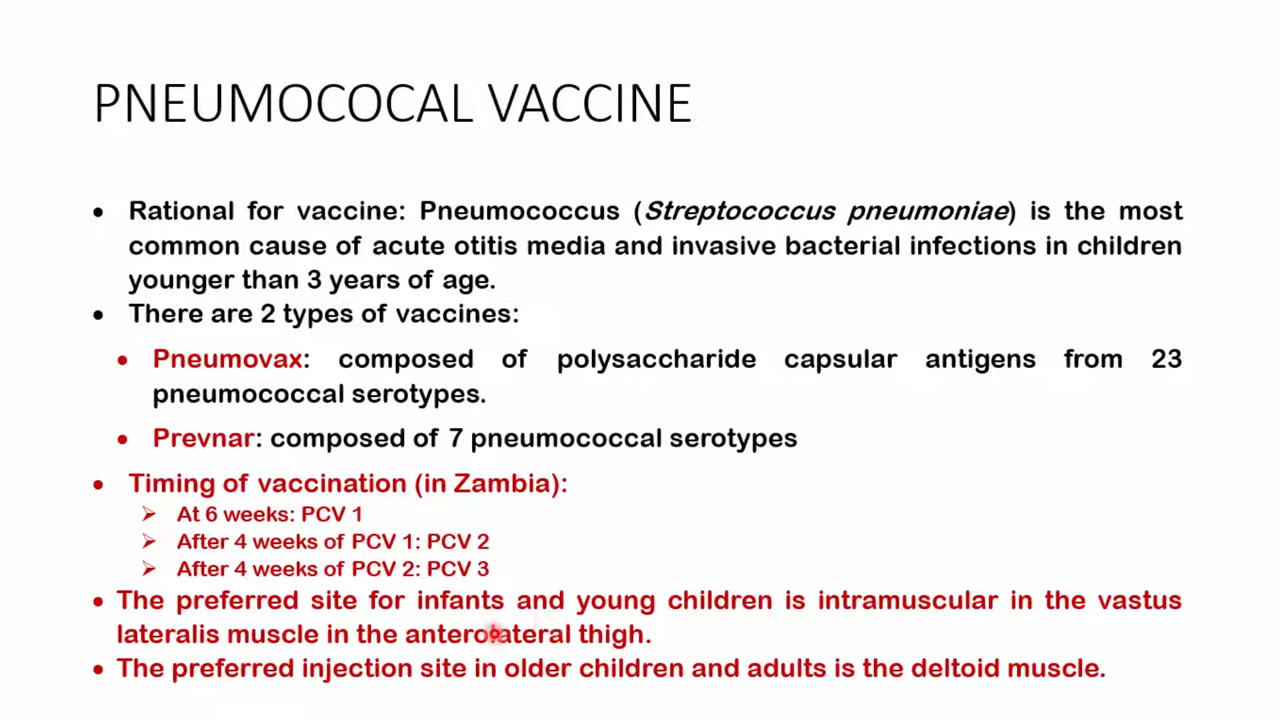 PNEUMOCOCAL VACCINE
• Rational for vaccine: Pneumococcus (Streptococcus pneumoniae) is the most
common cause of acute otitis media and invasive bacterial infections in children
younger than 3 years of age.
• There are 2 types of vaccines:
• Pneumovax: composed of polysaccharide capsular antigens from 23
pneumococcal serotypes.
• Prevnar: composed of 7 pneumococcal serotypes
• Timing of vaccination (in Zambia):
➢ At 6 weeks: PCV 1
➢ After 4 weeks of PCV 1: PCV 2
➢ After 4 weeks of PCV 2: PCV 3
• The preferred site for infants and young children is intramuscular in the vastus
lateralis muscle in the anterolateral thigh.
• The preferred injection site in older children and adults is the deltoid muscle.